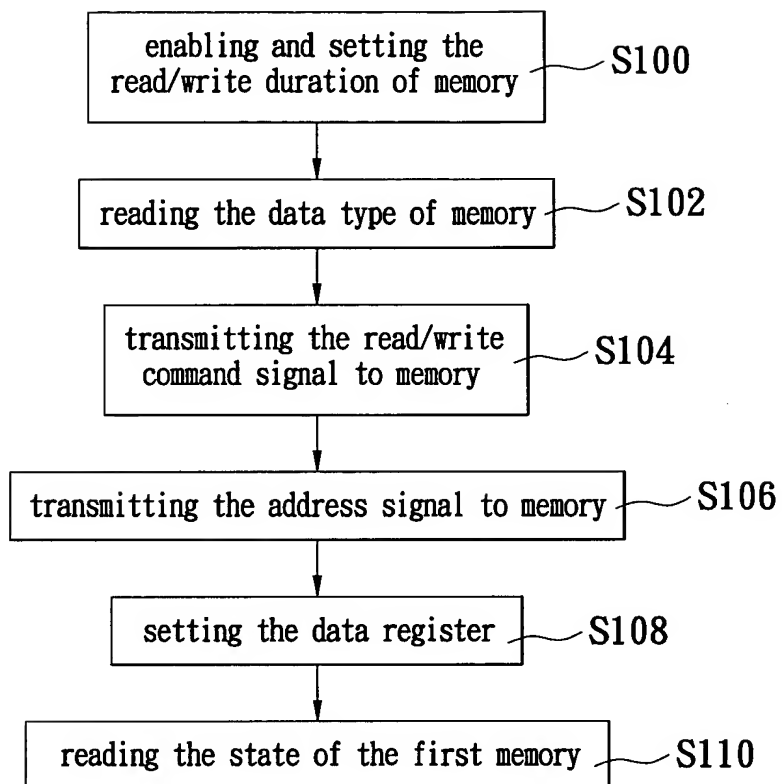 enabling and setting the
read/write duration of memory
S100
reading the data type of memory
S102
transmitting the read/write
command signal to memory
S104
transmitting the address signal to memory
S106
setting the data register
S108
reading the state of the first memory
S110